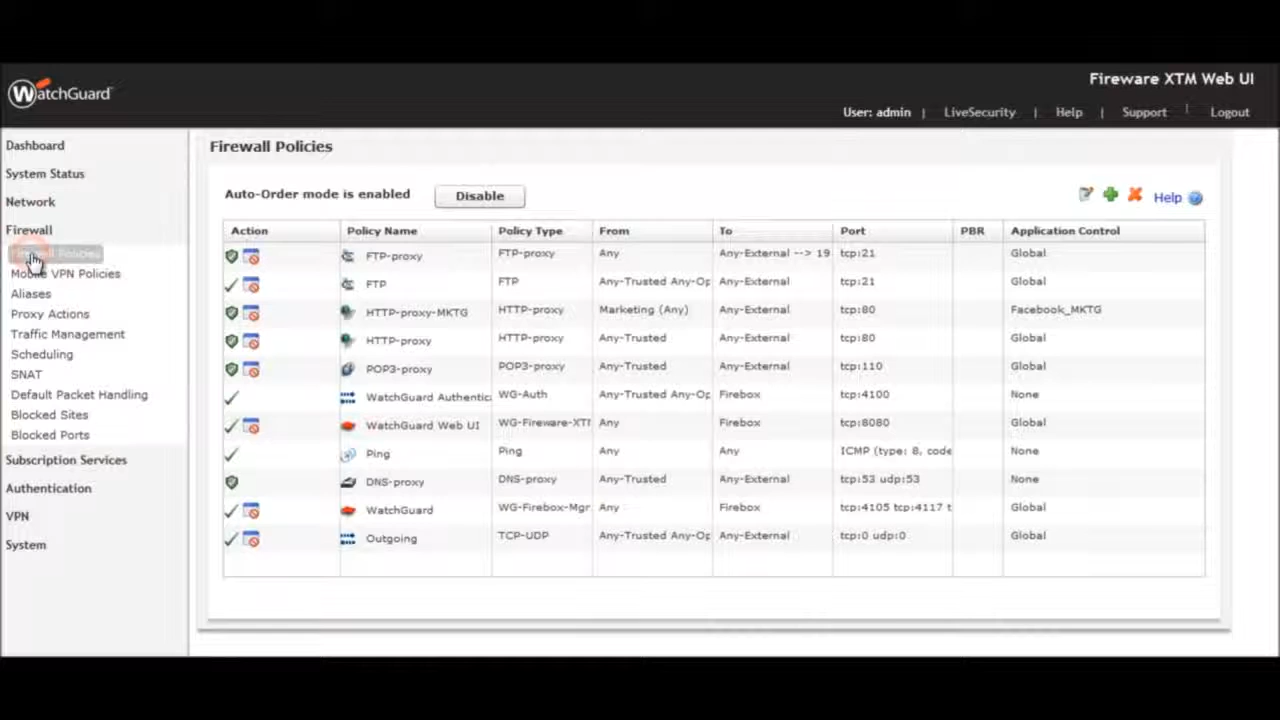 WatchGuard
Fireware XTM Web UI
User: admin | LiveSecurity | Help | Support | Logout
Dashboard
System Status
Network
Firewall
Firewall Policies
Mobile VPN Policies
Aliases
Proxy Actions
Traffic Management
Scheduling
SNAT
Default Packet Handling
Blocked Sites
Blocked Ports
Subscription Services
Authentication
VPN
System
Firewall Policies
Auto-Order mode is enabled Disable Help
Action Policy Name Policy Type From To Port PBR Application Control
FTP-proxy FTP-proxy Any Any-External --> 19 tcp:21 Global
FTP FTP Any-Trusted Any-Op Any-External tcp:21 Global
HTTP-proxy-MKTG HTTP-proxy Marketing (Any) Any-External tcp:80 Facebook_MKTG
HTTP-proxy HTTP-proxy Any-Trusted Any-External tcp:80 Global
POP3-proxy POP3-proxy Any-Trusted Any-External tcp:110 Global
WatchGuard Authentica WG-Auth Any-Trusted Any-Op Firebox tcp:4100 None
WatchGuard Web UI WG-Fireware-XTM Any Firebox tcp:8080 Global
Ping Ping Any Any ICMP (type: 8, code None
DNS-proxy DNS-proxy Any-Trusted Any-External tcp:53 udp:53 None
WatchGuard WG-Firebox-Mgr Any Firebox tcp:4105 tcp:4117 t Global
Outgoing TCP-UDP Any-Trusted Any-Op Any-External tcp:0 udp:0 Global